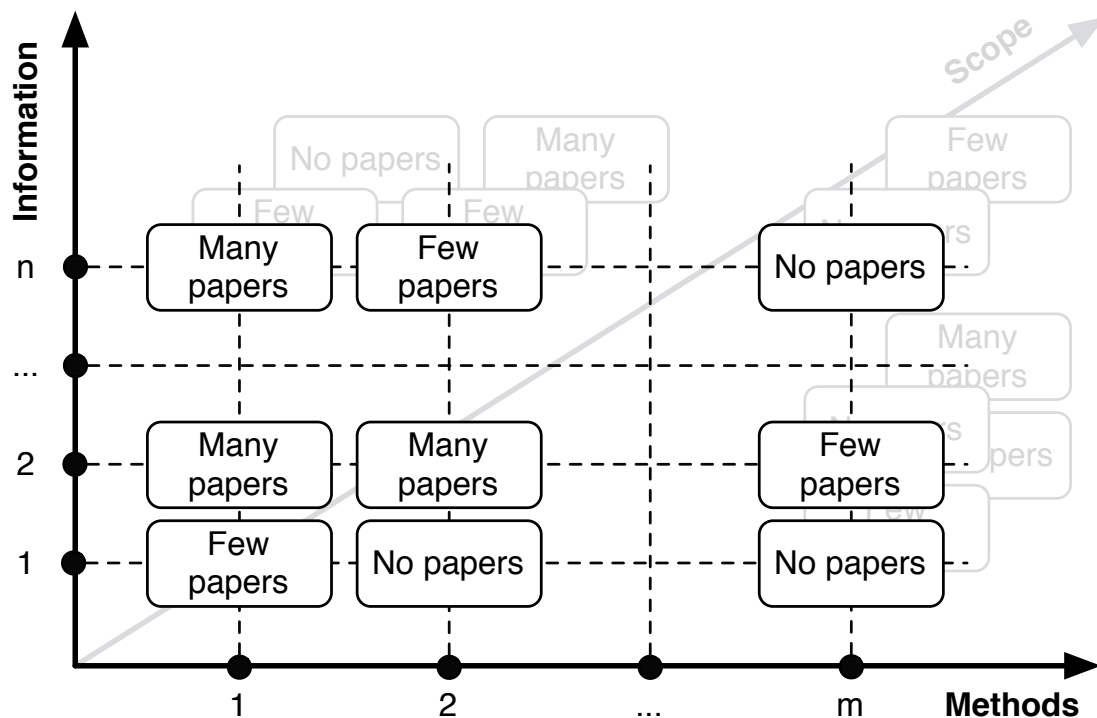 Scope
Information
No papers
Many
papers
Few
papers
Few
Few
n
Many
papers
Few
papers
No papers
...
Many
papers
2
Many
papers
Many
papers
Few
papers
1
Few
papers
No papers
No papers
1
2
...
m
Methods